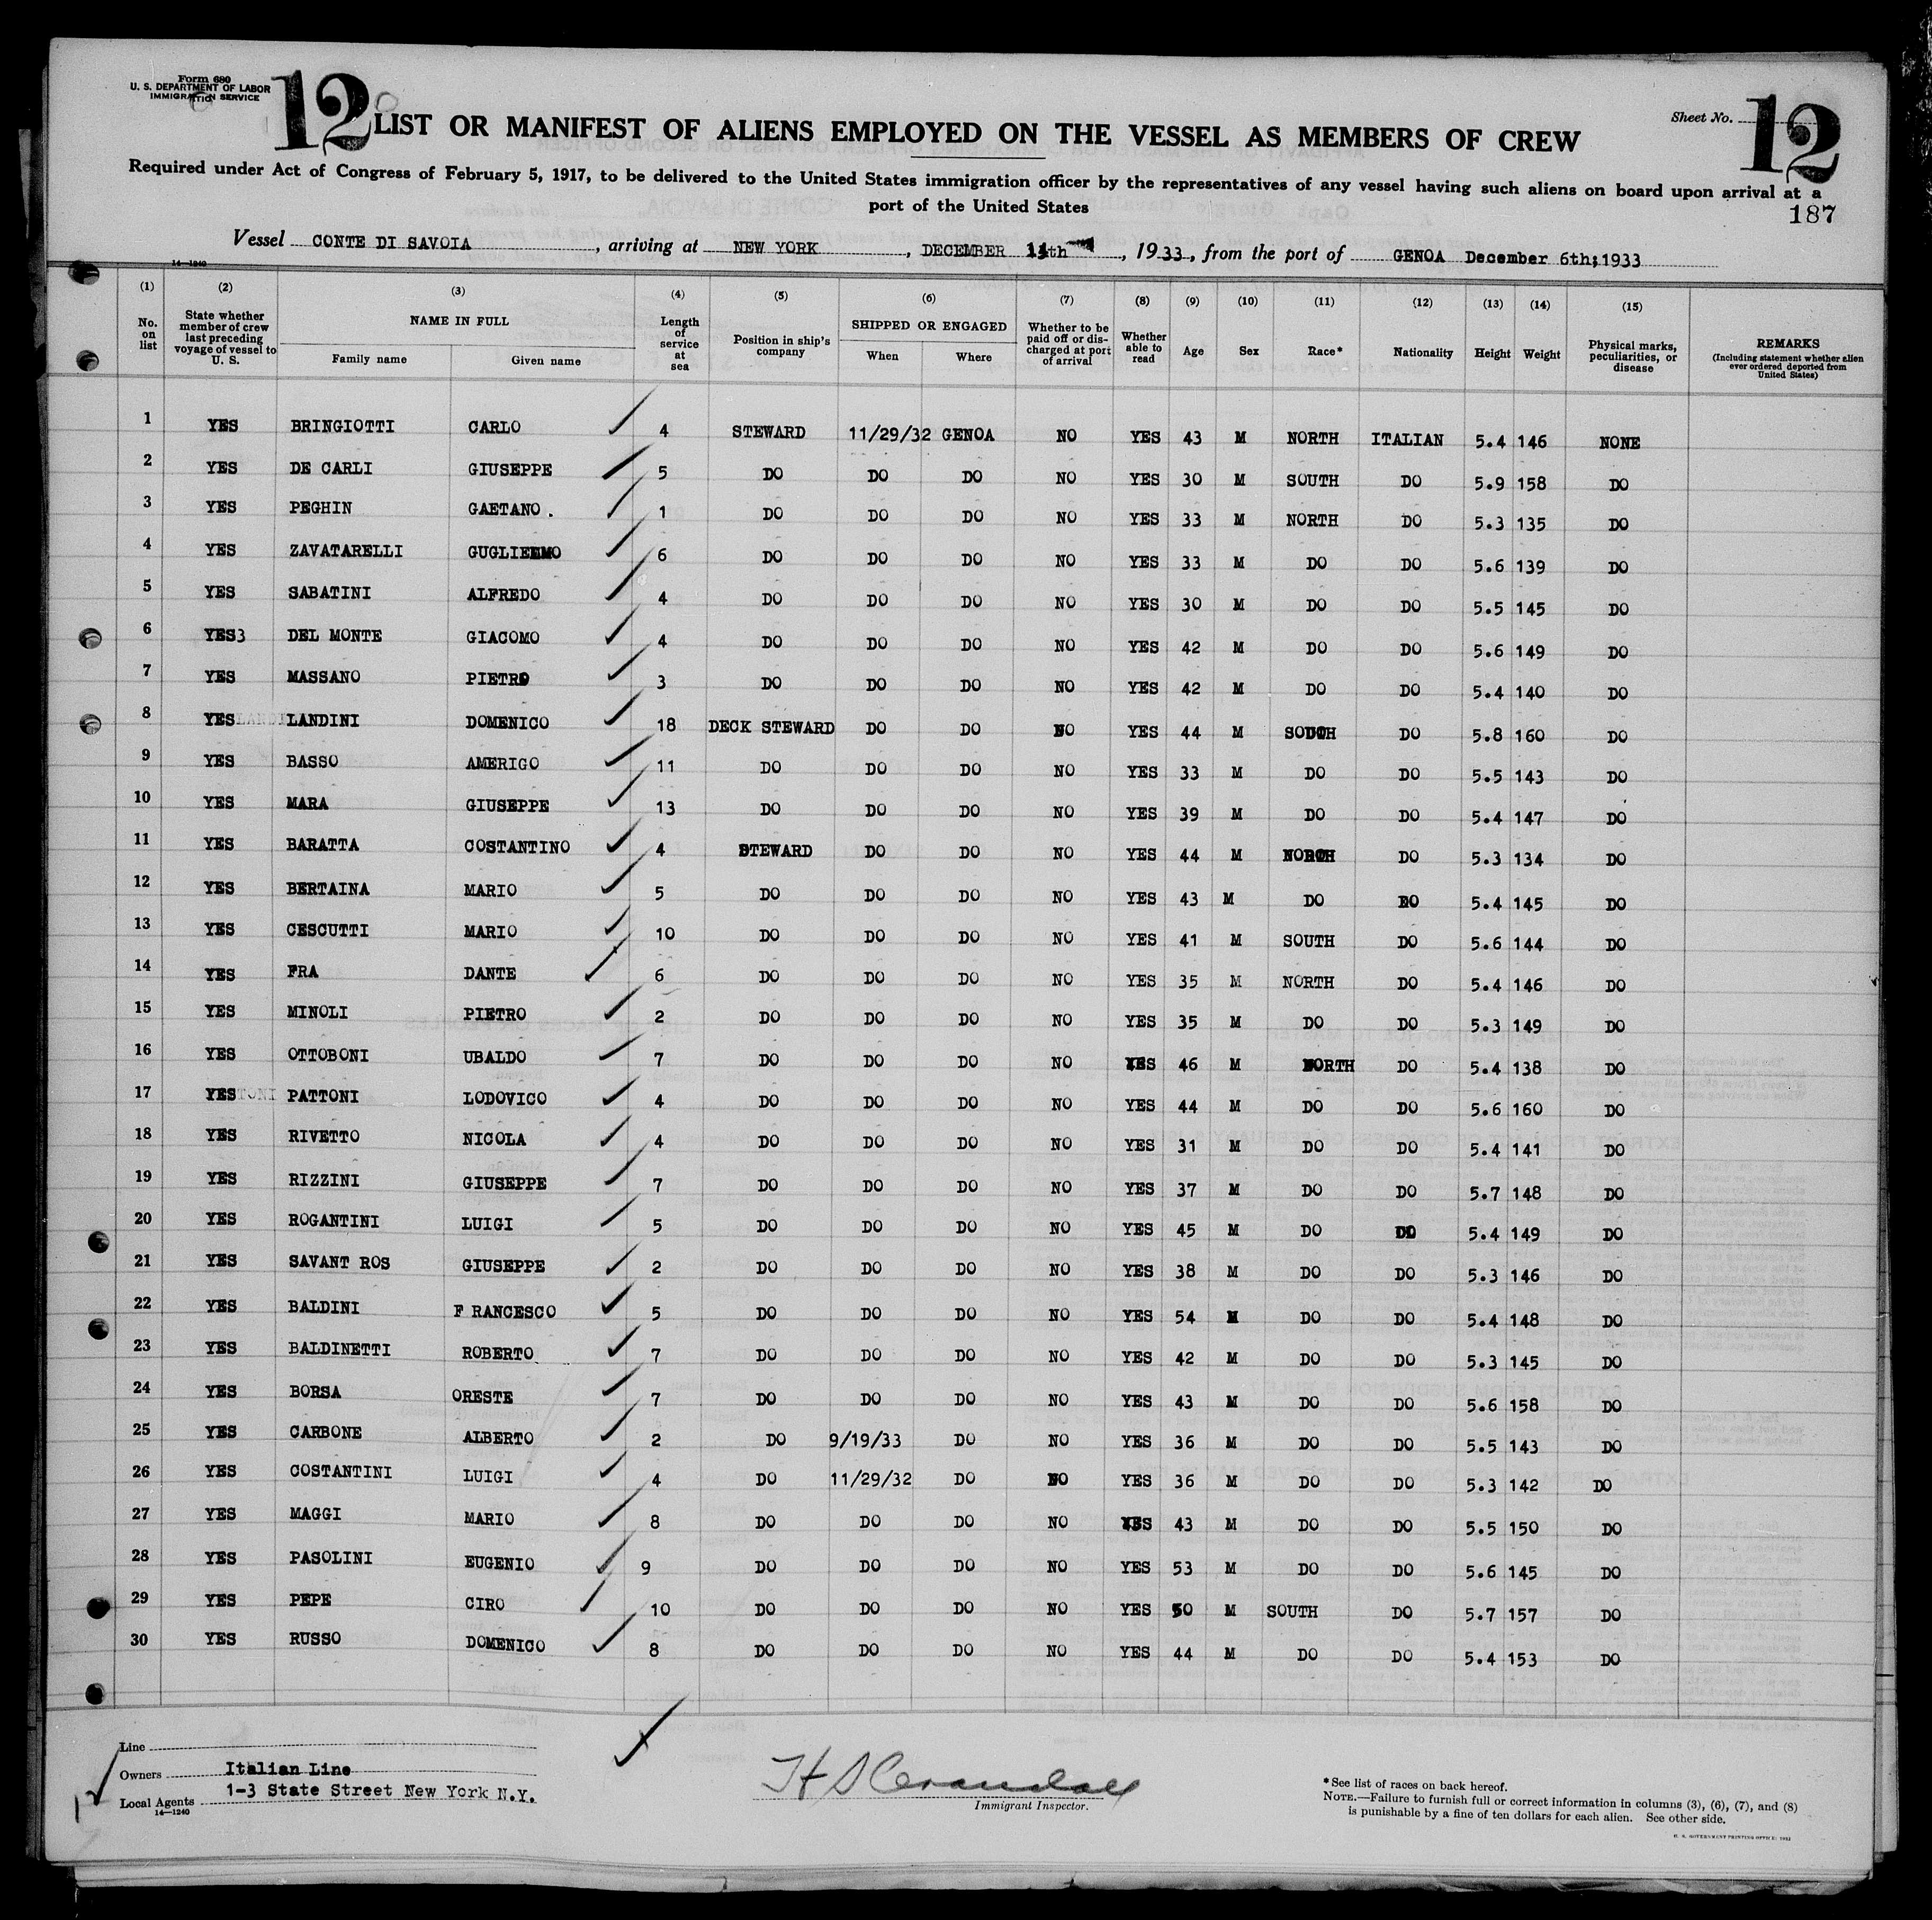 Form 680
U. S. DEPARTMENT OF LABOR
IMMIGRATION SERVICE
12
LIST OR MANIFEST OF ALIENS EMPLOYED ON THE VESSEL AS MEMBERS OF CREW
Sheet No. 12
Required under Act of Congress of February 5, 1917, to be delivered to the United States immigration officer by the representatives of any vessel having such aliens on board upon arrival at a
port of the United States
187
Vessel CONTE DI SAVOIA, arriving at NEW YORK, DECEMBER 14th, 1933, from the port of GENOA December 6th;1933
14—1240
(1) (2) (3) (4) (5) (6) (7) (8) (9) (10) (11) (12) (13) (14) (15)
No. on list
State whether member of crew last preceding voyage of vessel to U. S.
NAME IN FULL
Family name Given name
Length of service at sea
Position in ship's company
SHIPPED OR ENGAGED
When Where
Whether to be paid off or discharged at port of arrival
Whether able to read
Age
Sex
Race*
Nationality
Height
Weight
Physical marks, peculiarities, or disease
REMARKS
(Including statement whether alien ever ordered deported from United States)
1 YES BRINGIOTTI CARLO 4 STEWARD 11/29/32 GENOA NO YES 43 M NORTH ITALIAN 5.4 146 NONE
2 YES DE CARLI GIUSEPPE 5 DO DO DO NO YES 30 M SOUTH DO 5.9 158 DO
3 YES PEGHIN GAETANO . 1 DO DO DO NO YES 33 M NORTH DO 5.3 135 DO
4 YES ZAVATARELLI GUGLIELMO 6 DO DO DO NO YES 33 M DO DO 5.6 139 DO
5 YES SABATINI ALFREDO 4 DO DO DO NO YES 30 M DO DO 5.5 145 DO
6 YES3 DEL MONTE GIACOMO 4 DO DO DO NO YES 42 M DO DO 5.6 149 DO
7 YES MASSANO PIETRO 3 DO DO DO NO YES 42 M DO DO 5.4 140 DO
8 YES LANDINI DOMENICO 18 DECK STEWARD DO DO NO YES 44 M SOUTH DO 5.8 160 DO
9 YES BASSO AMERIGO 11 DO DO DO NO YES 33 M DO DO 5.5 143 DO
10 YES MARA GIUSEPPE 13 DO DO DO NO YES 39 M DO DO 5.4 147 DO
11 YES BARATTA COSTANTINO 4 STEWARD DO DO NO YES 44 M NORTH DO 5.3 134 DO
12 YES BERTAINA MARIO 5 DO DO DO NO YES 43 M DO DO 5.4 145 DO
13 YES CESCUTTI MARIO 10 DO DO DO NO YES 41 M SOUTH DO 5.6 144 DO
14 YES FRA DANTE 6 DO DO DO NO YES 35 M NORTH DO 5.4 146 DO
15 YES MINOLI PIETRO 2 DO DO DO NO YES 35 M DO DO 5.3 149 DO
16 YES OTTOBONI UBALDO 7 DO DO DO NO YES 46 M NORTH DO 5.4 138 DO
17 YES PATTONI LODOVICO 4 DO DO DO NO YES 44 M DO DO 5.6 160 DO
18 YES RIVETTO NICOLA 4 DO DO DO NO YES 31 M DO DO 5.4 141 DO
19 YES RIZZINI GIUSEPPE 7 DO DO DO NO YES 37 M DO DO 5.7 148 DO
20 YES ROGANTINI LUIGI 5 DO DO DO NO YES 45 M DO DO 5.4 149 DO
21 YES SAVANT ROS GIUSEPPE 2 DO DO DO NO YES 38 M DO DO 5.3 146 DO
22 YES BALDINI F RANCESCO 5 DO DO DO NO YES 54 M DO DO 5.4 148 DO
23 YES BALDINETTI ROBERTO 7 DO DO DO NO YES 42 M DO DO 5.3 145 DO
24 YES BORSA ORESTE 7 DO DO DO NO YES 43 M DO DO 5.6 158 DO
25 YES CARBONE ALBERTO 2 DO 9/19/33 DO NO YES 36 M DO DO 5.5 143 DO
26 YES COSTANTINI LUIGI 4 DO 11/29/32 DO NO YES 36 M DO DO 5.3 142 DO
27 YES MAGGI MARIO 8 DO DO DO NO YES 43 M DO DO 5.5 150 DO
28 YES PASOLINI EUGENIO 9 DO DO DO NO YES 53 M DO DO 5.6 145 DO
29 YES PEPE CIRO 10 DO DO DO NO YES 50 M SOUTH DO 5.7 157 DO
30 YES RUSSO DOMENICO 8 DO DO DO NO YES 44 M DO DO 5.4 153 DO
Line
Owners Italian Line
Local Agents 1-3 State Street New York N.Y.
14—1240
H S Crandall
Immigrant Inspector.
*See list of races on back hereof.
NOTE.—Failure to furnish full or correct information in columns (3), (6), (7), and (8)
is punishable by a fine of ten dollars for each alien. See other side.
U. S. GOVERNMENT PRINTING OFFICE: 1932